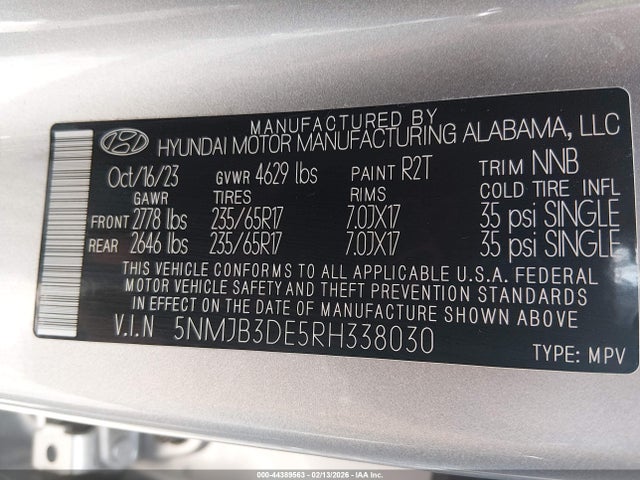 MANUFACTURED BY
HYUNDAI MOTOR MANUFACTURING ALABAMA, LLC
Oct/16/23 GVWR 4629 lbs PAINT R2T TRIM NNB
GAWR TIRES RIMS COLD TIRE INFL
FRONT 2778 lbs 235/65R17 7.0JX17 35 psi SINGLE
REAR 2646 lbs 235/65R17 7.0JX17 35 psi SINGLE
THIS VEHICLE CONFORMS TO ALL APPLICABLE U.S.A. FEDERAL
MOTOR VEHICLE SAFETY AND THEFT PREVENTION STANDARDS
IN EFFECT ON THE DATE OF MANUFACTURE SHOWN ABOVE.
V.I.N 5NMJB3DE5RH338030
TYPE: MPV
000-44389563 - 02/13/2026 - IAA Inc.